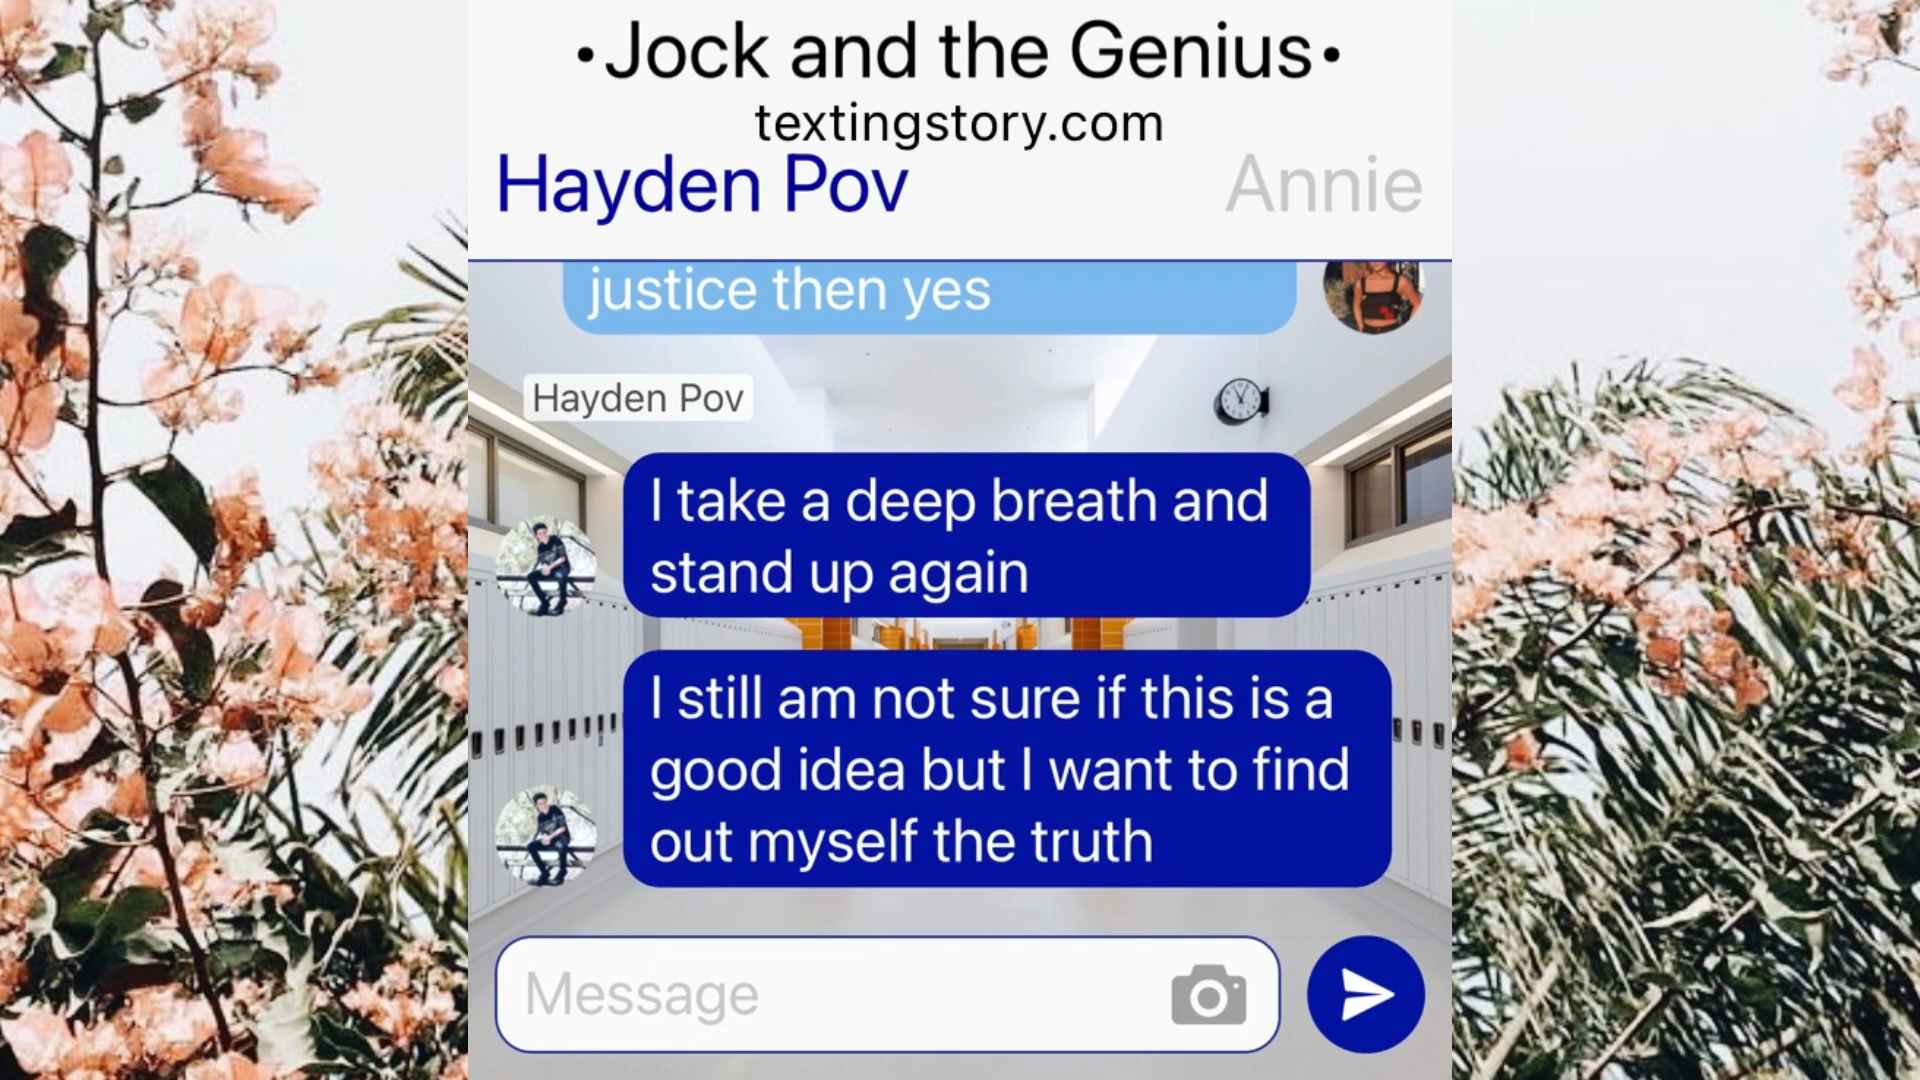 •Jock and the Genius•
textingstory.com
Hayden Pov
Annie
justice then yes
Hayden Pov
I take a deep breath and
stand up again
I still am not sure if this is a
good idea but I want to find
out myself the truth
Message